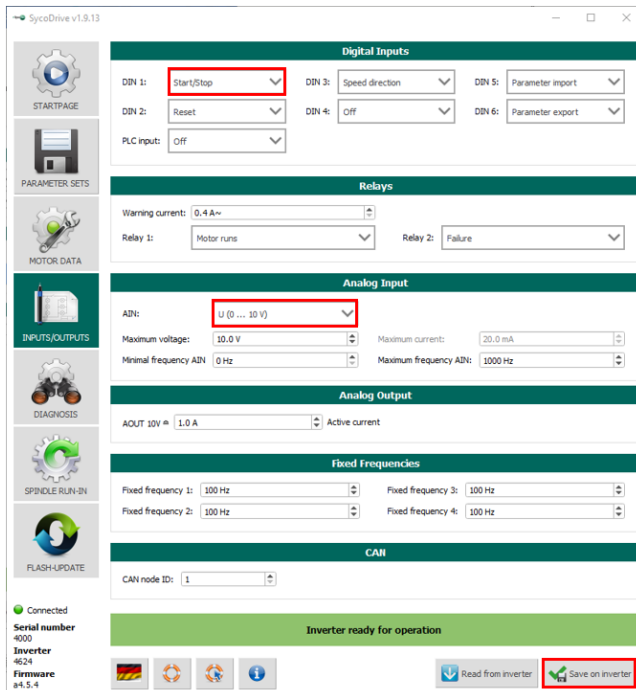 SycoDrive v1.9.13
STARTPAGE
PARAMETER SETS
MOTOR DATA
INPUTS/OUTPUTS
DIAGNOSIS
SPINDLE RUN-IN
FLASH-UPDATE
Connected
Serial number
4000
Inverter
4624
Firmware
a4.5.4
Digital Inputs
DIN 1: Start/Stop DIN 3: Speed direction DIN 5: Parameter import
DIN 2: Reset DIN 4: Off DIN 6: Parameter export
PLC input: Off
Relays
Warning current: 0.4 A~
Relay 1: Motor runs Relay 2: Failure
Analog Input
AIN: U (0 ... 10 V)
Maximum voltage: 10.0 V Maximum current: 20.0 mA
Minimal frequency AIN 0 Hz Maximum frequency AIN: 1000 Hz
Analog Output
AOUT 10V ≙ 1.0 A Active current
Fixed Frequencies
Fixed frequency 1: 100 Hz Fixed frequency 3: 100 Hz
Fixed frequency 2: 100 Hz Fixed frequency 4: 100 Hz
CAN
CAN node ID: 1
Inverter ready for operation
Read from inverter Save on inverter